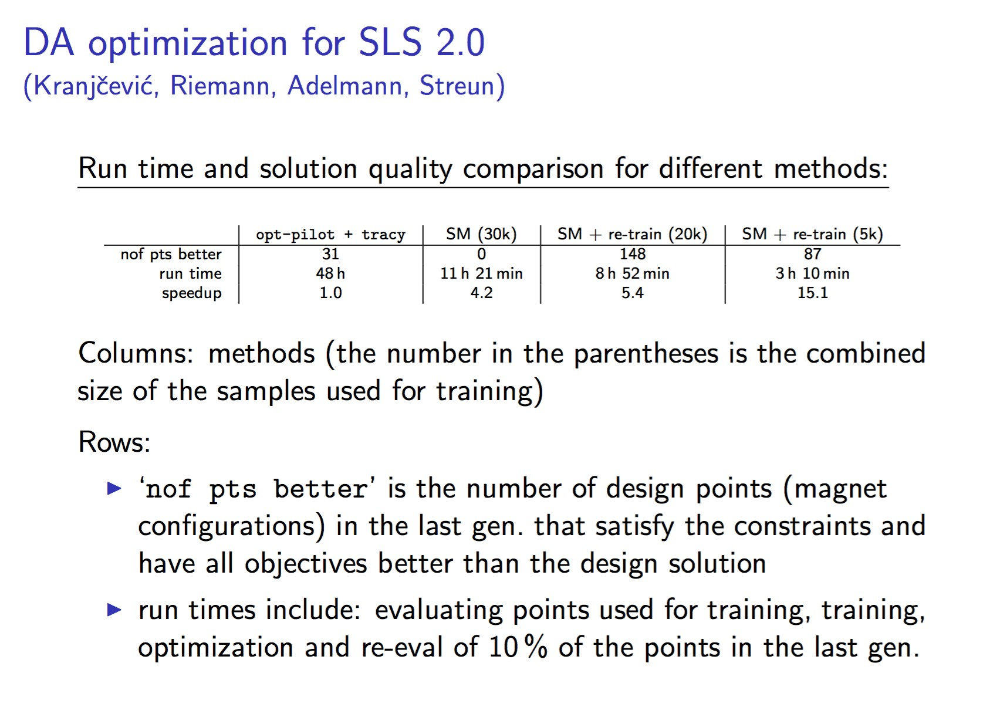 DA optimization for SLS 2.0
(Kranjčević, Riemann, Adelmann, Streun)
Run time and solution quality comparison for different methods:
opt-pilot + tracy SM (30k) SM + re-train (20k) SM + re-train (5k)
nof pts better 31 0 148 87
run time 48 h 11 h 21 min 8 h 52 min 3 h 10 min
speedup 1.0 4.2 5.4 15.1
Columns: methods (the number in the parentheses is the combined
size of the samples used for training)
Rows:
▶ ‘nof pts better’ is the number of design points (magnet
configurations) in the last gen. that satisfy the constraints and
have all objectives better than the design solution
▶ run times include: evaluating points used for training, training,
optimization and re-eval of 10 % of the points in the last gen.